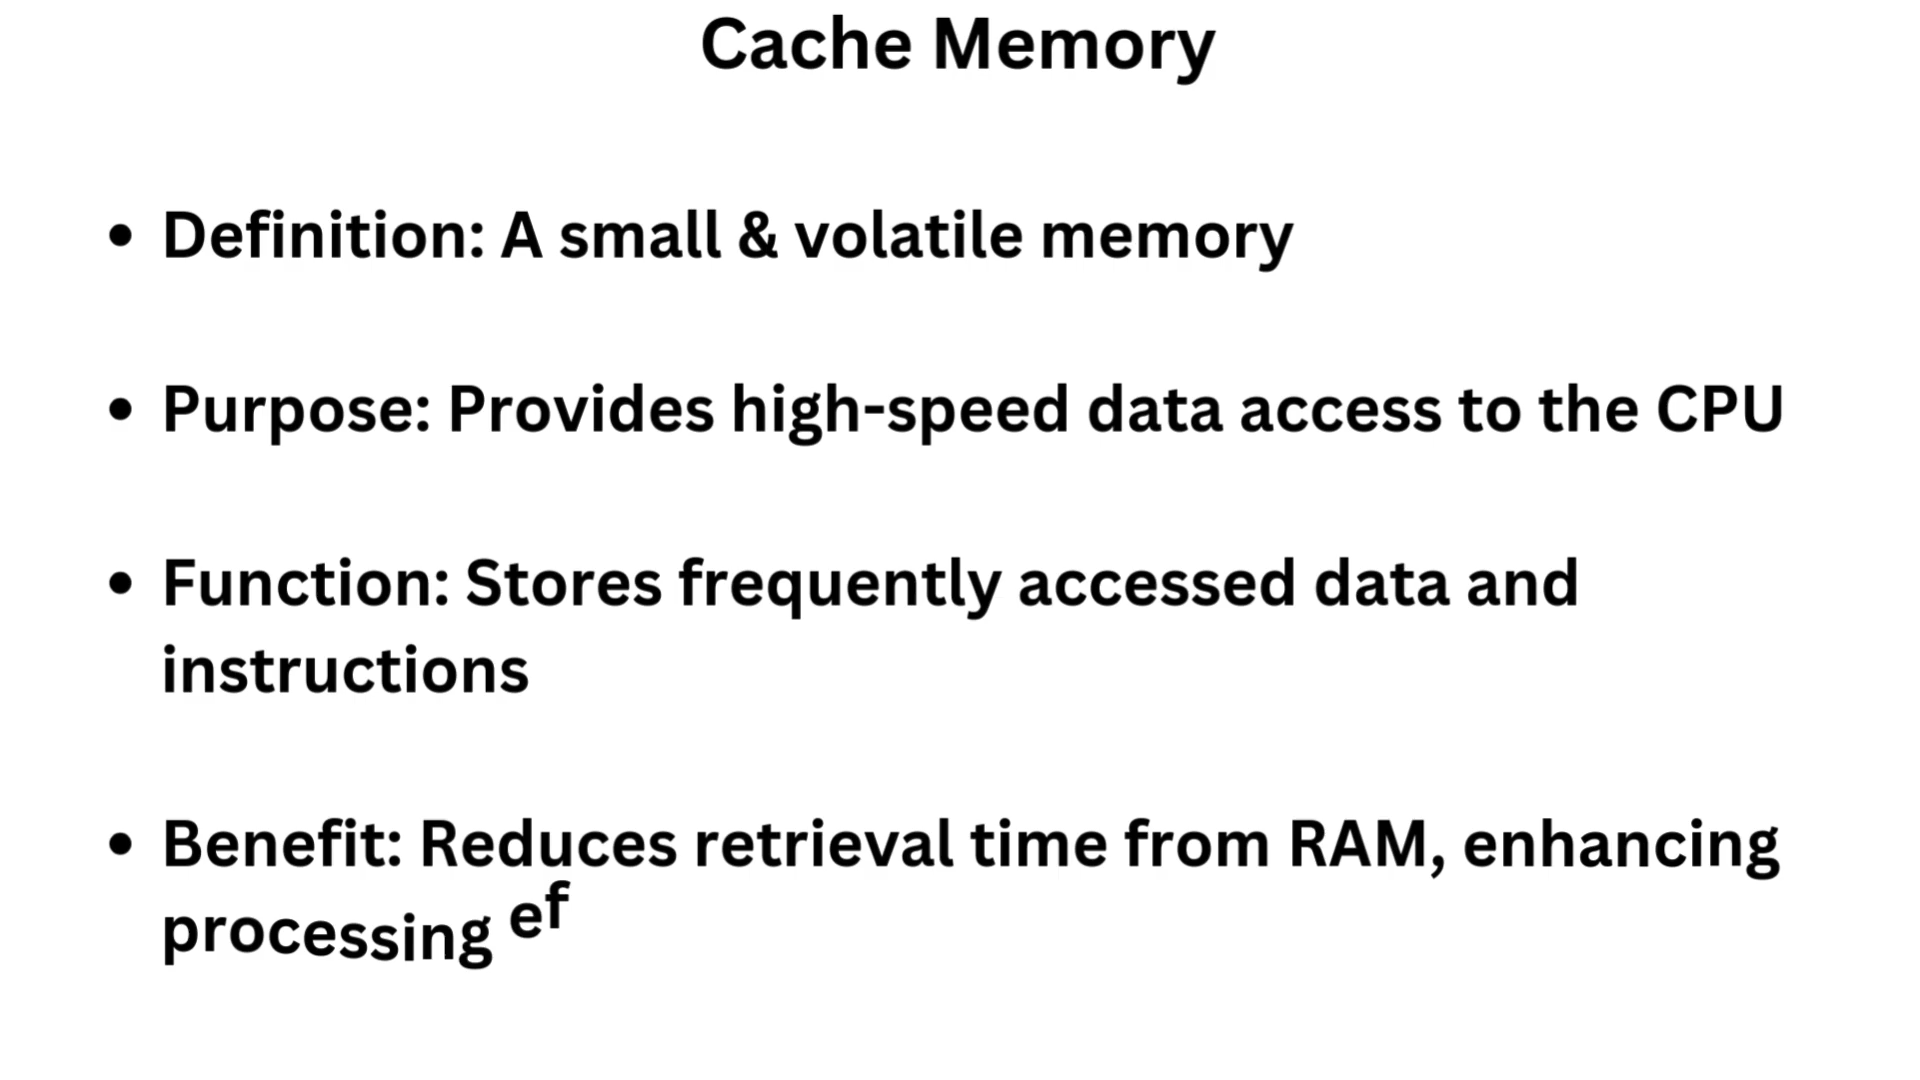 Cache Memory
• Definition: A small & volatile memory
• Purpose: Provides high-speed data access to the CPU
• Function: Stores frequently accessed data and
instructions
• Benefit: Reduces retrieval time from RAM, enhancing
processing ef